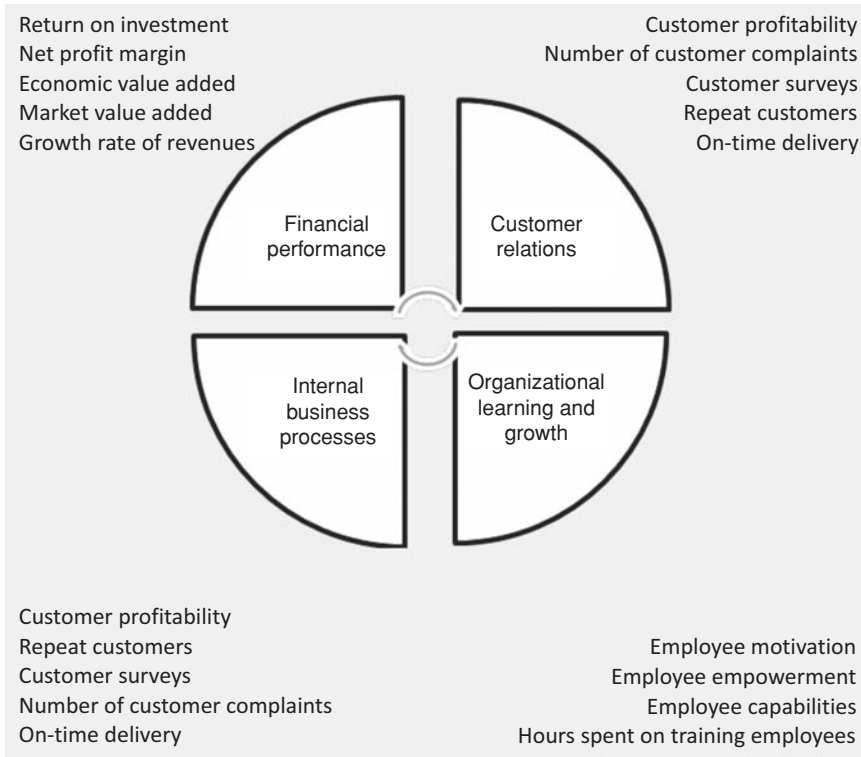 Return on investment
Net profit margin
Economic value added
Market value added
Growth rate of revenues
Customer profitability
Number of customer complaints
Customer surveys
Repeat customers
On-time delivery
Financial
performance
Customer
relations
Internal
business
processes
Organizational
learning and
growth
Customer profitability
Repeat customers
Customer surveys
Number of customer complaints
On-time delivery
Employee motivation
Employee empowerment
Employee capabilities
Hours spent on training employees